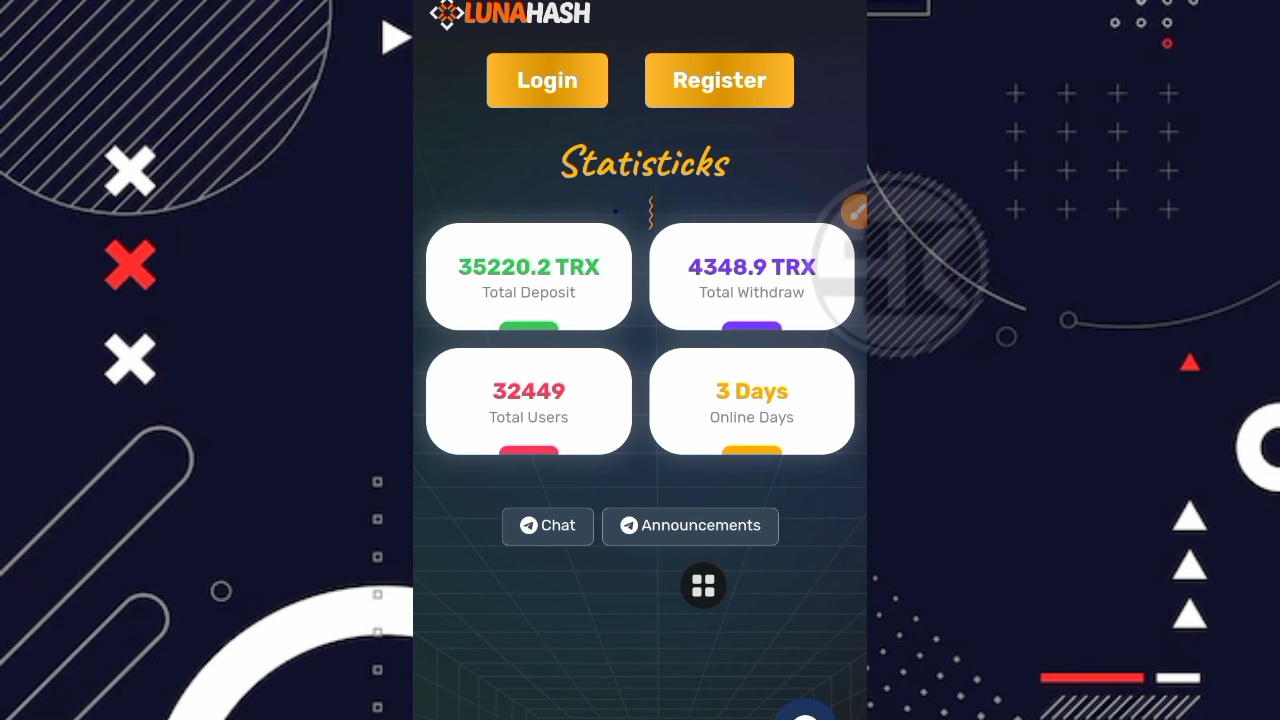 LUNAHASH
Login
Register
Statisticks
35220.2 TRX
Total Deposit
4348.9 TRX
Total Withdraw
32449
Total Users
3 Days
Online Days
Chat
Announcements